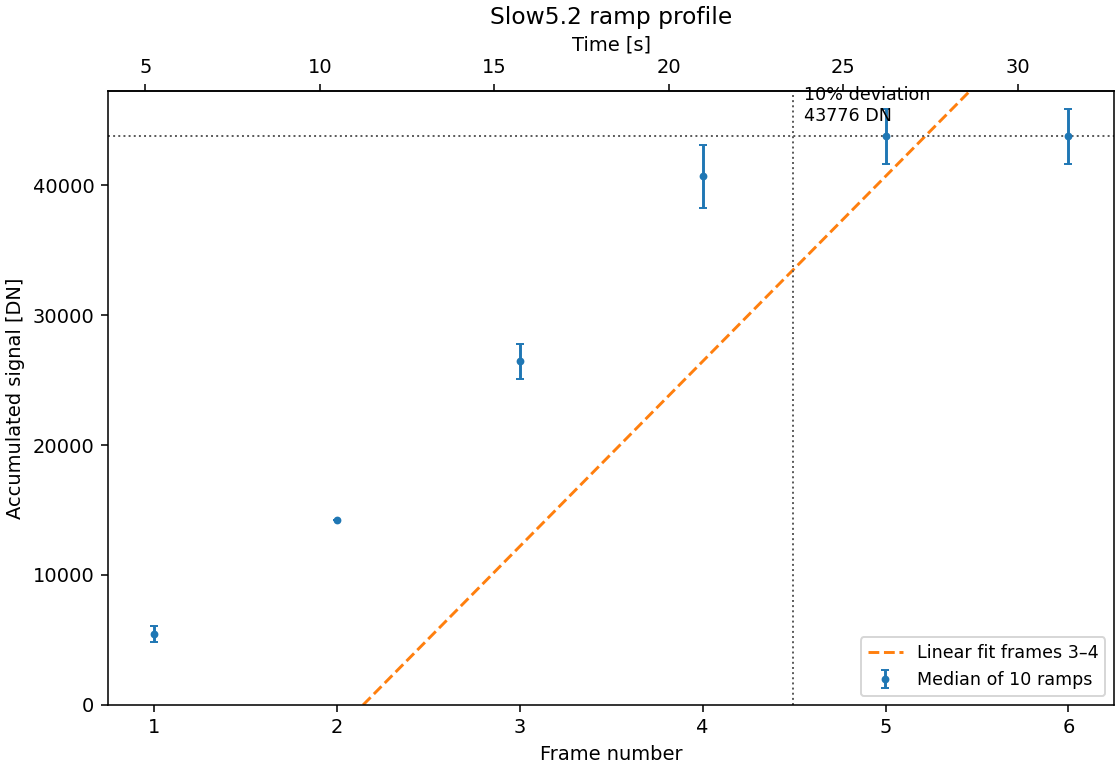 Slow5.2 ramp profile
Time [s]
5 10 15 20 25 30
10% deviation
43776 DN
Accumulated signal [DN]
40000
30000
20000
10000
0
Linear fit frames 3–4
Median of 10 ramps
1 2 3 4 5 6
Frame number